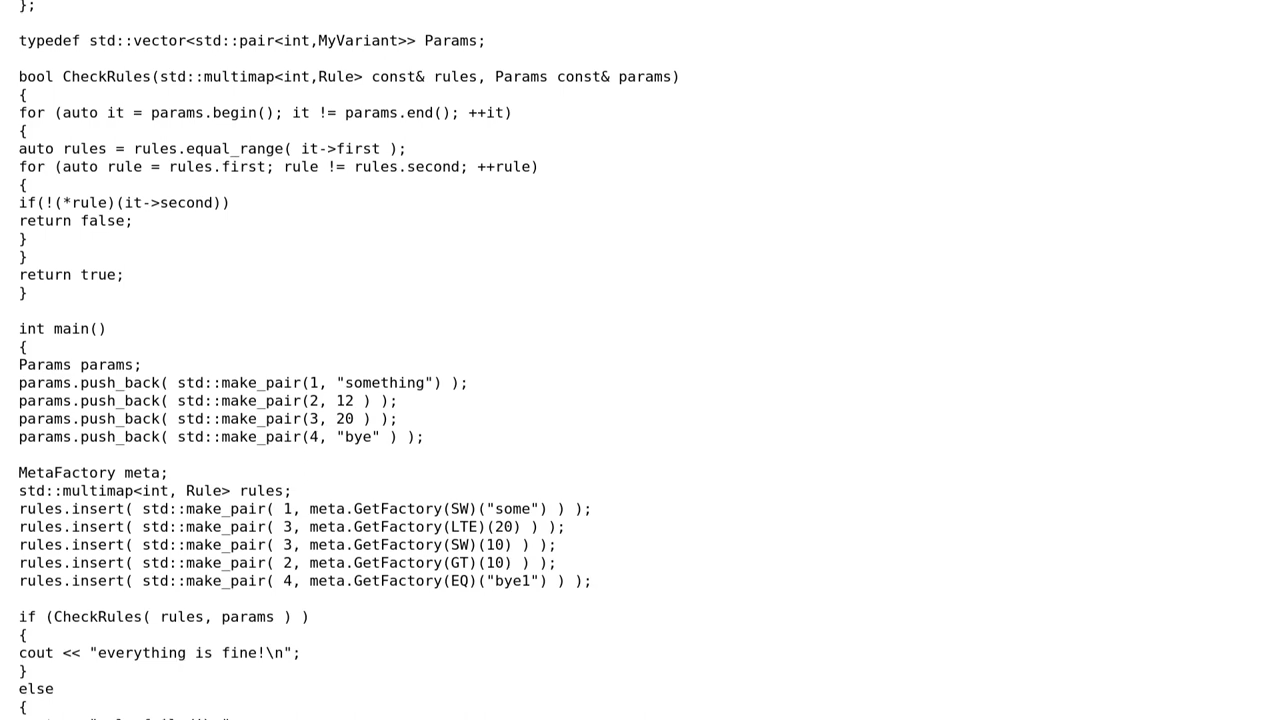 };
typedef std::vector<std::pair<int,MyVariant>> Params;
bool CheckRules(std::multimap<int,Rule> const& rules, Params const& params)
{
for (auto it = params.begin(); it != params.end(); ++it)
{
auto rules = rules.equal_range( it->first );
for (auto rule = rules.first; rule != rules.second; ++rule)
{
if(!(*rule)(it->second))
return false;
}
}
return true;
}
int main()
{
Params params;
params.push_back( std::make_pair(1, "something") );
params.push_back( std::make_pair(2, 12 ) );
params.push_back( std::make_pair(3, 20 ) );
params.push_back( std::make_pair(4, "bye" ) );
MetaFactory meta;
std::multimap<int, Rule> rules;
rules.insert( std::make_pair( 1, meta.GetFactory(SW)("some") ) );
rules.insert( std::make_pair( 3, meta.GetFactory(LTE)(20) ) );
rules.insert( std::make_pair( 3, meta.GetFactory(SW)(10) ) );
rules.insert( std::make_pair( 2, meta.GetFactory(GT)(10) ) );
rules.insert( std::make_pair( 4, meta.GetFactory(EQ)("bye1") ) );
if (CheckRules( rules, params ) )
{
cout << "everything is fine!\n";
}
else
{